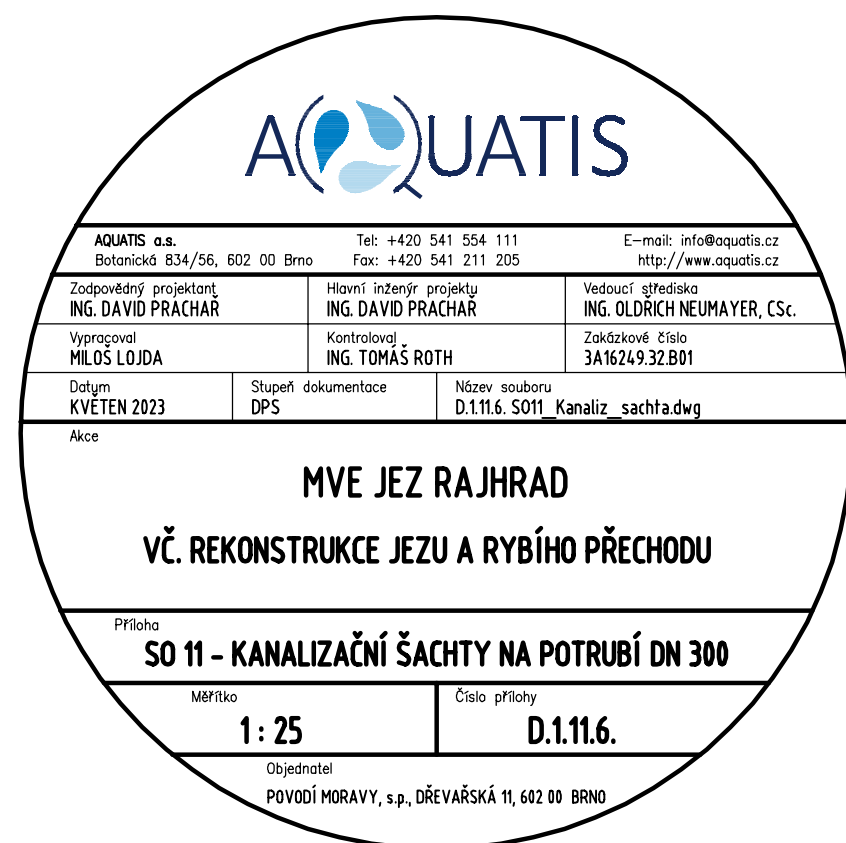 AQUATIS
AQUATIS a.s. Tel: +420 541 554 111 E-mail: info@aquatis.cz
Botanická 834/56, 602 00 Brno Fax: +420 541 211 205 http://www.aquatis.cz
Zodpovědný projektant Hlavní inženýr projektu Vedoucí střediska
ING. DAVID PRACHAŘ ING. DAVID PRACHAŘ ING. OLDŘICH NEUMAYER, CSc.
Vypracoval Kontroloval Zakázkové číslo
MILOŠ LOJDA ING. TOMÁŠ ROTH 3A16249.32.B01
Datum Stupeň dokumentace Název souboru
KVĚTEN 2023 DPS D.1.11.6. SO11_Kanaliz_sachta.dwg
Akce
MVE JEZ RAJHRAD
VČ. REKONSTRUKCE JEZU A RYBÍHO PŘECHODU
Příloha
SO 11 - KANALIZAČNÍ ŠACHTY NA POTRUBÍ DN 300
Měřítko Číslo přílohy
1 : 25 D.1.11.6.
Objednatel
POVODÍ MORAVY, s.p., DŘEVAŘSKÁ 11, 602 00 BRNO